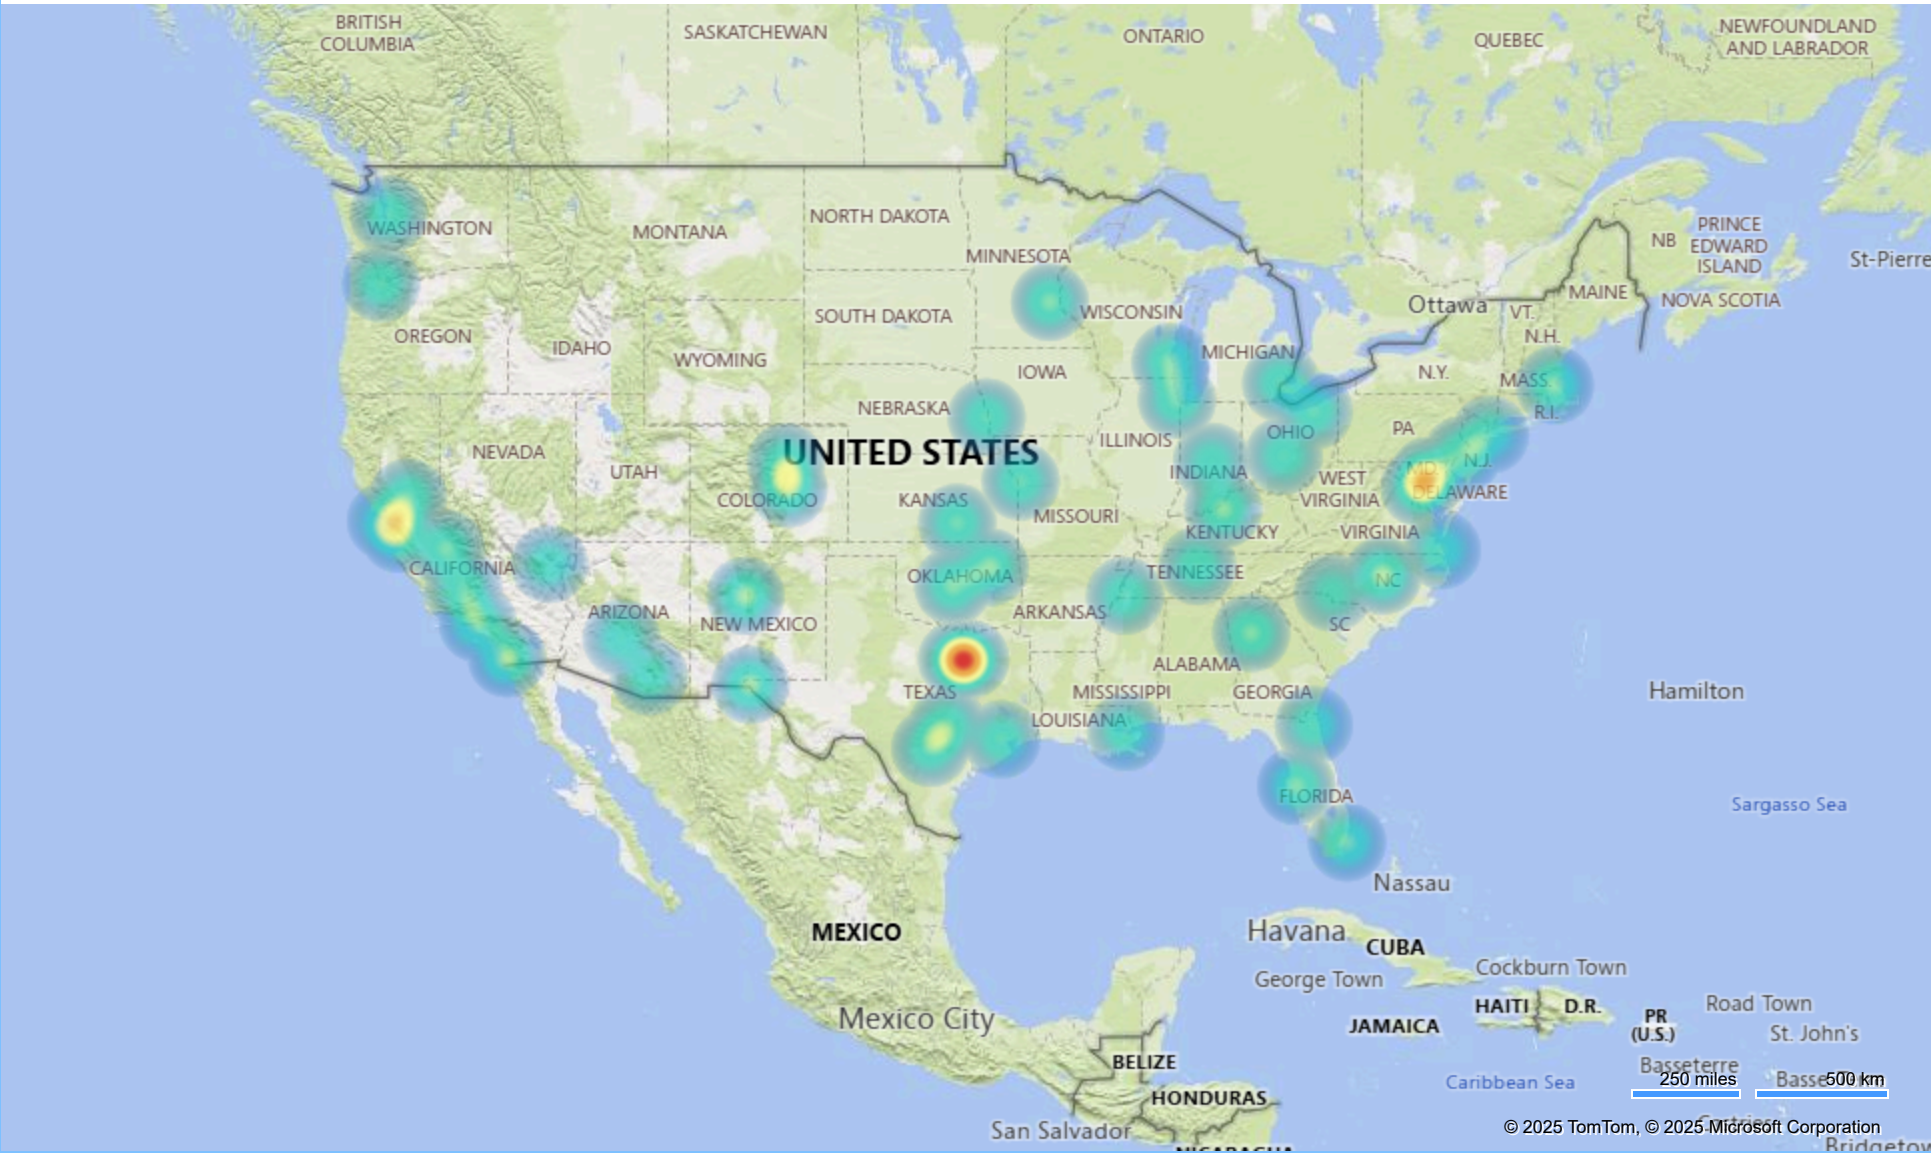 BRITISH
COLUMBIA
SASKATCHEWAN
ONTARIO
QUEBEC
NEWFOUNDLAND
AND LABRADOR
WASHINGTON
MONTANA
NORTH DAKOTA
MINNESOTA
NB
PRINCE
EDWARD
ISLAND
St-Pierre
OREGON
IDAHO
WYOMING
SOUTH DAKOTA
WISCONSIN
MICHIGAN
Ottawa
VT.
N.H.
MAINE
NOVA SCOTIA
IOWA
N.Y.
MASS.
R.I.
NEBRASKA
UNITED STATES
NEVADA
UTAH
COLORADO
KANSAS
MISSOURI
ILLINOIS
INDIANA
OHIO
PA
WEST
VIRGINIA
MD.
N.J.
DELAWARE
KENTUCKY
VIRGINIA
CALIFORNIA
ARIZONA
NEW MEXICO
OKLAHOMA
ARKANSAS
TENNESSEE
NC
SC
TEXAS
LOUISIANA
MISSISSIPPI
ALABAMA
GEORGIA
FLORIDA
Hamilton
Sargasso Sea
Nassau
MEXICO
Havana
CUBA
George Town
Cockburn Town
Mexico City
JAMAICA
HAITI
D.R.
PR
(U.S.)
Road Town
St. John's
BELIZE
Basseterre
Caribbean Sea
HONDURAS
San Salvador
NICARAGUA
250 miles
500 km
© 2025 TomTom, © 2025 Microsoft Corporation